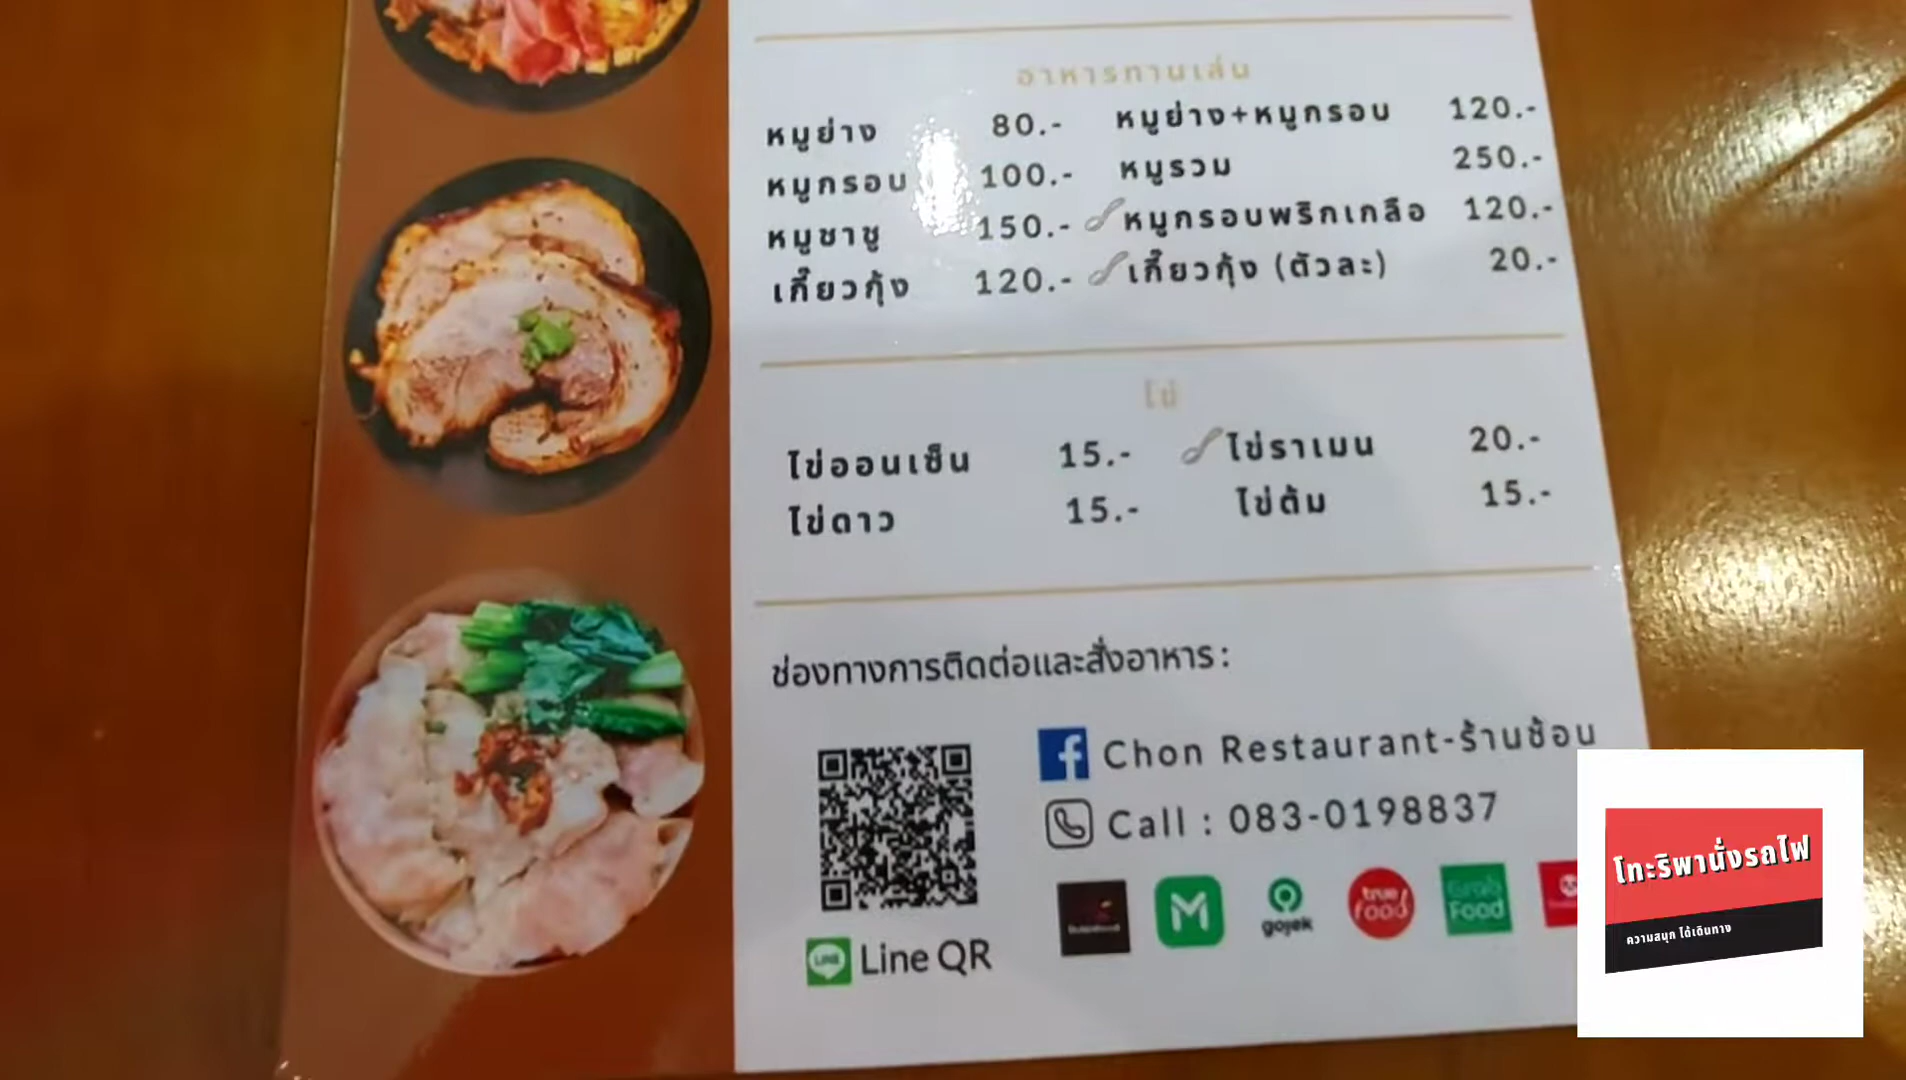 อาหารทานเล่น
หมูย่าง 80.- หมูย่าง+หมูกรอบ 120.-
หมูกรอบ 100.- หมูรวม 250.-
หมูชาชู 150.- หมูกรอบพริกเกลือ 120.-
เกี๊ยวกุ้ง 120.- เกี๊ยวกุ้ง (ตัวละ) 20.-
ไข่
ไข่ออนเซ็น 15.- ไข่ราเมน 20.-
ไข่ดาว 15.- ไข่ต้ม 15.-
ช่องทางการติดต่อและสั่งอาหาร :
Chon Restaurant-ร้านช้อน
Call : 083-0198837
gojek
true food
Grab Food
LINE
Line QR
โทะริพานั่งรถไฟ
ความสนุก ได้เดินทาง